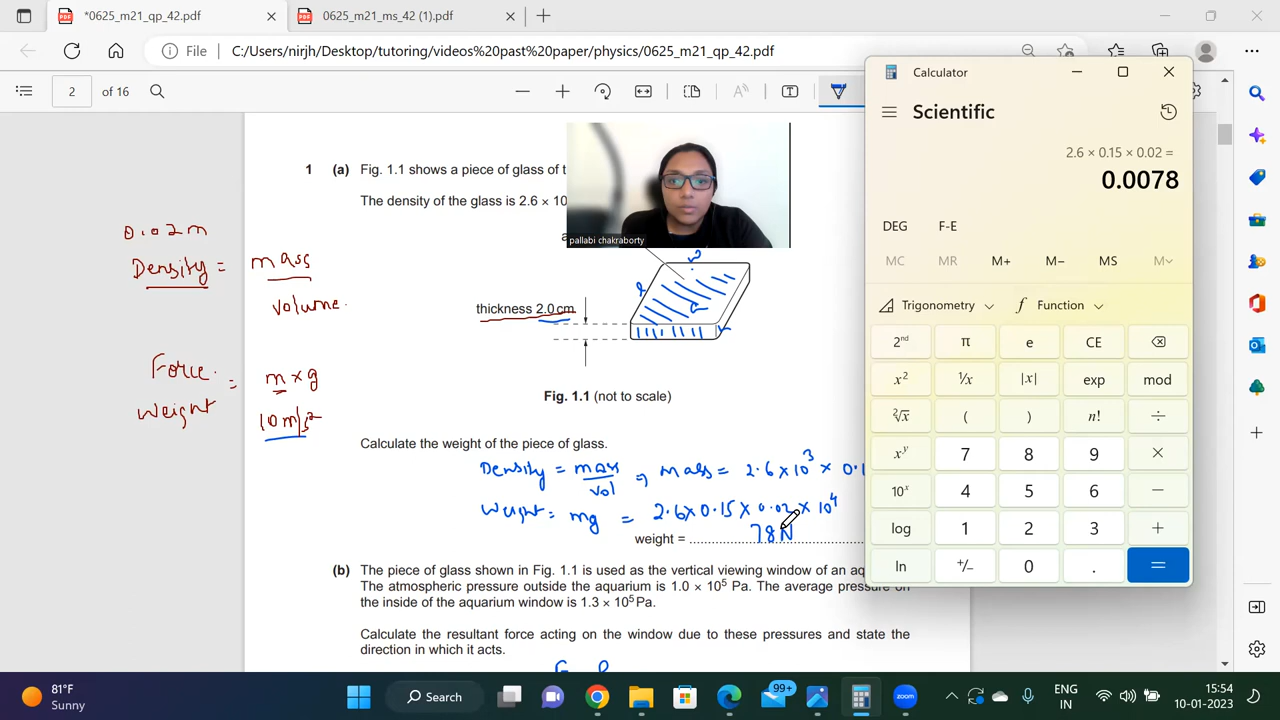 *0625_m21_qp_42.pdf
0625_m21_ms_42 (1).pdf
File C:/Users/nirjh/Desktop/tutoring/videos%20past%20paper/physics/0625_m21_qp_42.pdf
2 of 16
Calculator
Scientific
2.6 × 0.15 × 0.02 =
0.0078
DEG F-E
MC MR M+ M− MS M
Trigonometry Function
2nd π e CE
x² ¹/x |x| exp mod
²√x ( ) n! ÷
xʸ 7 8 9 ×
10ˣ 4 5 6 −
log 1 2 3 +
ln +/− 0 . =
1 (a) Fig. 1.1 shows a piece of glass of t
The density of the glass is 2.6 × 10
a
pallabi chakraborty
0.02m
Density = mass
volume
w
l
thickness 2.0 cm
Force
Weight = m × g
10m/s²
Fig. 1.1 (not to scale)
Calculate the weight of the piece of glass.
Density = mass
vol
mass = 2.6 × 10³ × 0.1
Weight = mg = 2.6 × 0.15 × 0.02 × 10⁴
weight = 78N
(b) The piece of glass shown in Fig. 1.1 is used as the vertical viewing window of an aq
The atmospheric pressure outside the aquarium is 1.0 × 10⁵ Pa. The average pressure on
the inside of the aquarium window is 1.3 × 10⁵ Pa.
Calculate the resultant force acting on the window due to these pressures and state the
direction in which it acts.
81°F
Sunny
Search
99+
ENG
IN
15:54
10-01-2023